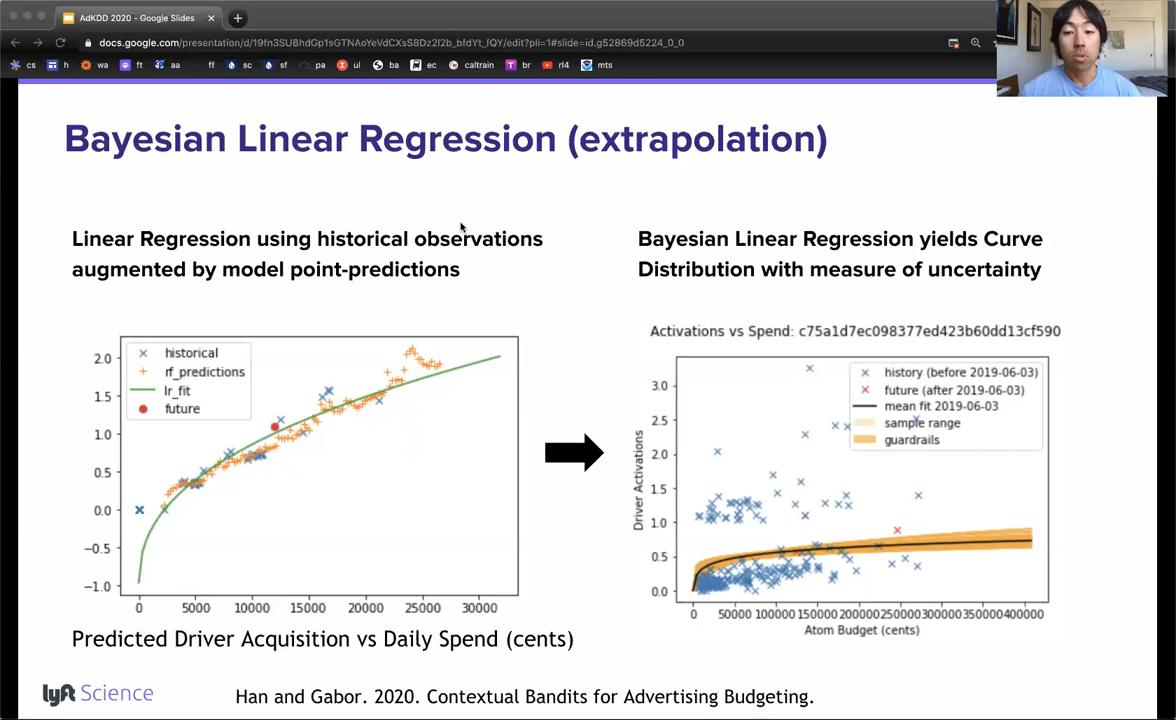 AdKDD 2020 - Google Slides
docs.google.com/presentation/d/19fn3SUBhdGp1sGTNAoYeVdCXsS8Dz2I2b_bfdYt_fQY/edit?pli=1#slide=id.g52869d5224_0_0
cs h wa ft aa ff sc sf pa ul ba ec caltrain br rl4 mts
Bayesian Linear Regression (extrapolation)
Linear Regression using historical observations
augmented by model point-predictions
Bayesian Linear Regression yields Curve
Distribution with measure of uncertainty
historical
rf_predictions
lr_fit
future
2.0
1.5
1.0
0.5
0.0
−0.5
−1.0
0 5000 10000 15000 20000 25000 30000
Predicted Driver Acquisition vs Daily Spend (cents)
Activations vs Spend: c75a1d7ec098377ed423b60dd13cf590
history (before 2019-06-03)
future (after 2019-06-03)
mean fit 2019-06-03
sample range
guardrails
Driver Activations
3.0
2.5
2.0
1.5
1.0
0.5
0.0
0 50000 100000 150000 200000 250000 300000 350000 400000
Atom Budget (cents)
lyft Science
Han and Gabor. 2020. Contextual Bandits for Advertising Budgeting.